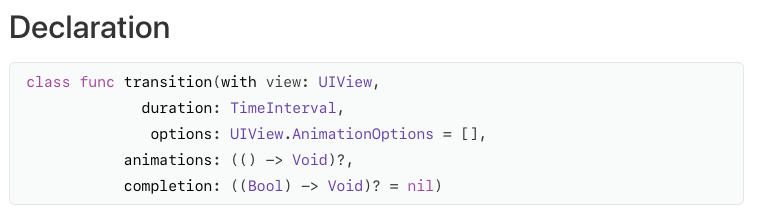 Declaration
class func transition(with view: UIView,
duration: TimeInterval,
options: UIView.AnimationOptions = [],
animations: (() -> Void)?,
completion: ((Bool) -> Void)? = nil)